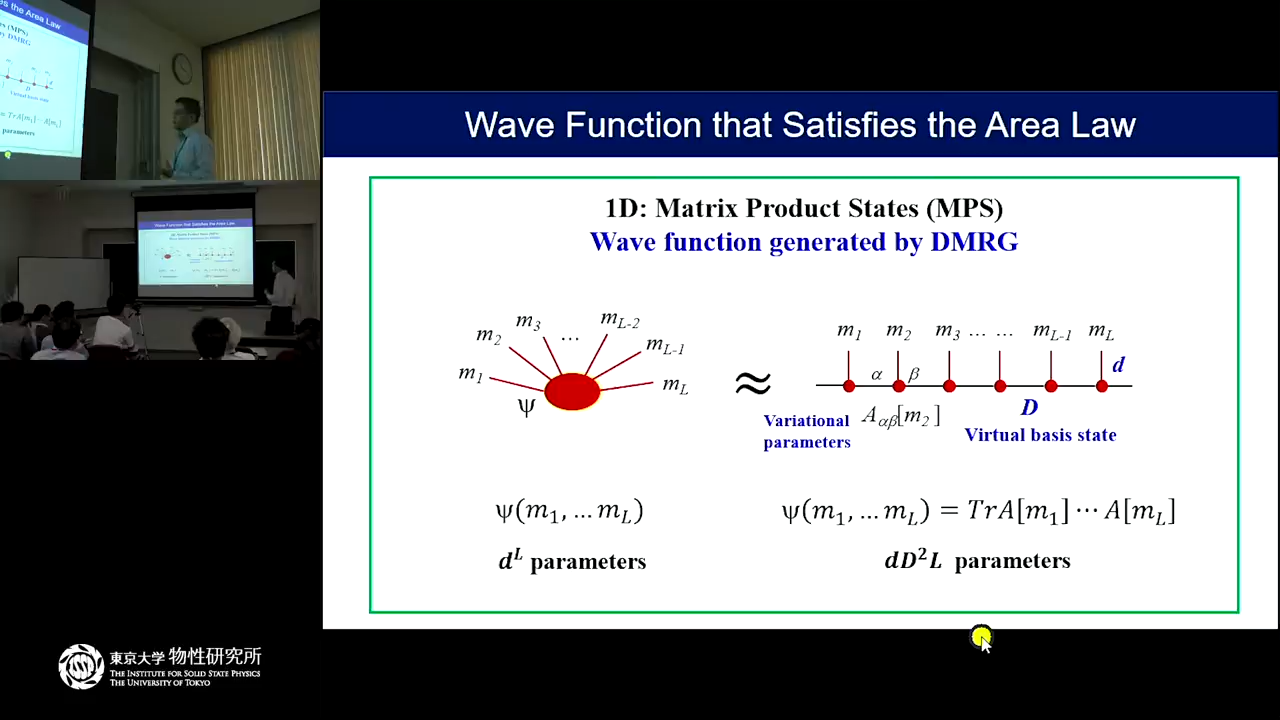 Wave Function that Satisfies the Area Law
1D: Matrix Product States (MPS)
Wave function generated by DMRG
m₁ m₂ m₃ … m_{L-2} m_{L-1} m_L
ψ
≈
m₁ m₂ m₃ … … m_{L-1} m_L
d
α β
Variational parameters
A_{αβ}[m₂]
D
Virtual basis state
ψ(m₁, … m_L)
ψ(m₁, … m_L) = TrA[m₁] ⋯ A[m_L]
d^L parameters
dD²L parameters
東京大学 物性研究所
THE INSTITUTE FOR SOLID STATE PHYSICS
THE UNIVERSITY OF TOKYO